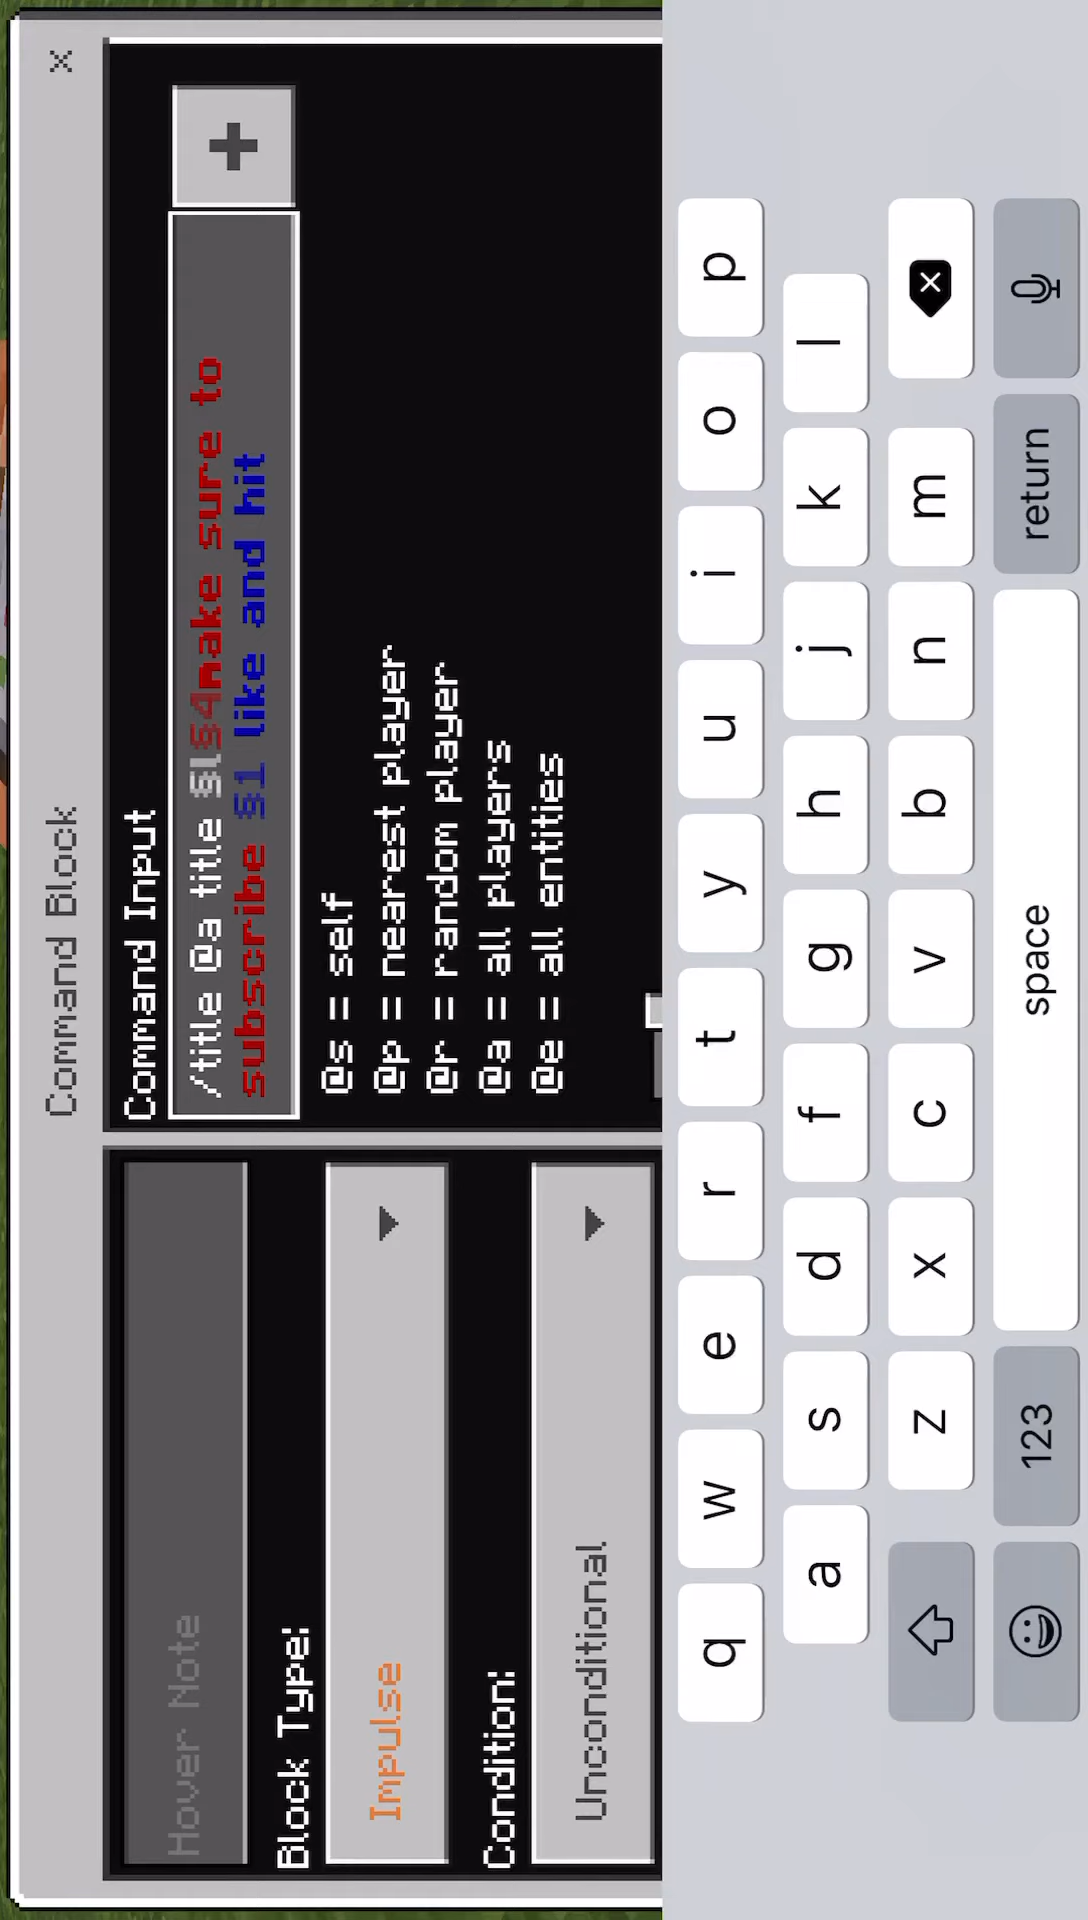 Command Block
x
Hover Note
Block Type:
Impulse
Condition:
Unconditional
Command Input
/title @a title §l§4make sure to
subscribe §1 like and hit
+
@s = self
@p = nearest player
@r = random player
@a = all players
@e = all entities
q w e r t y u i o p
a s d f g h j k l
z x c v b n m
123 space return